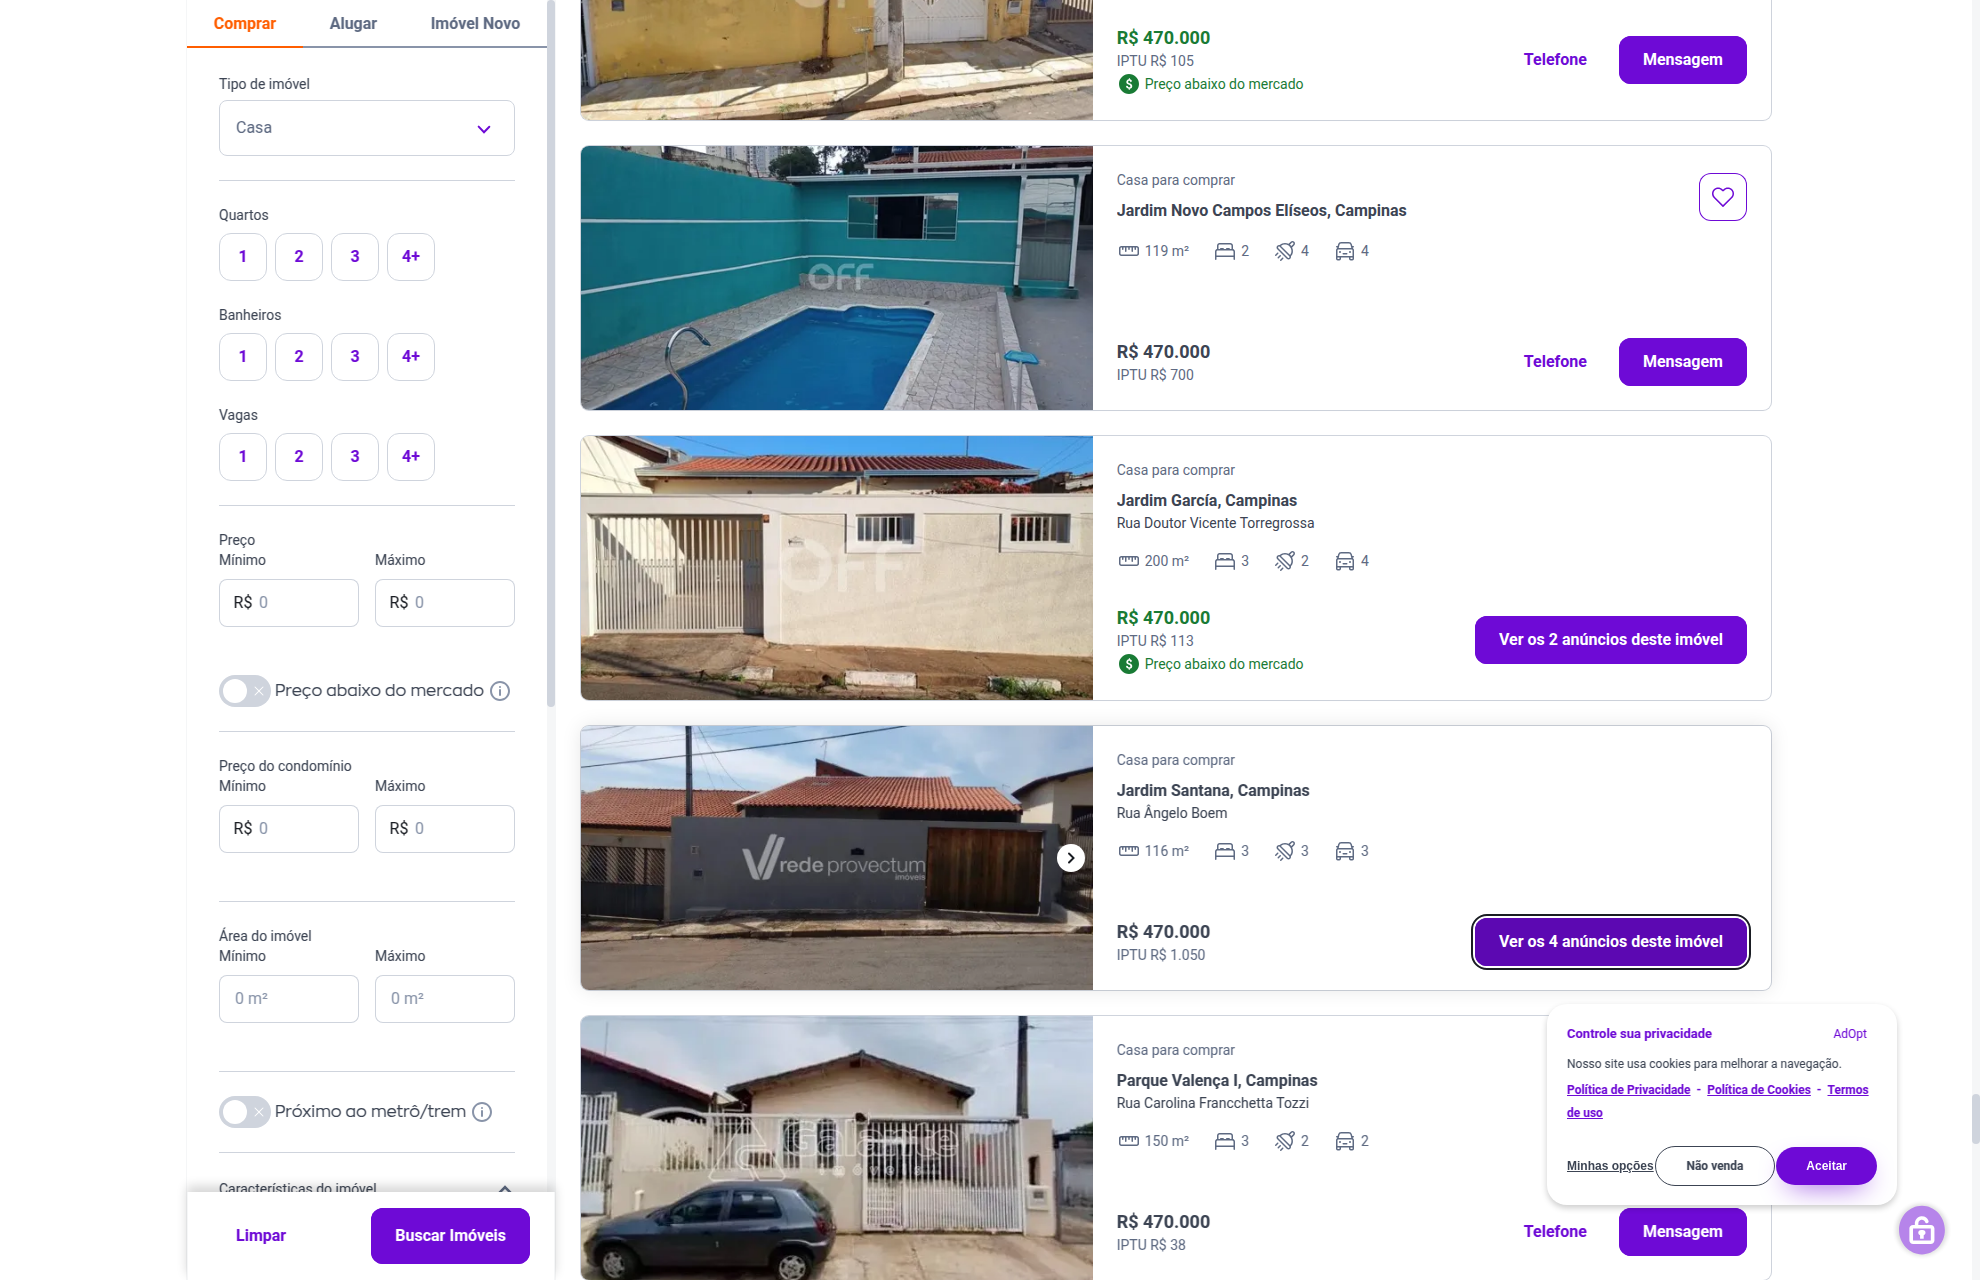 Comprar
Alugar
Imóvel Novo
Tipo de imóvel
Casa
Quartos
1
2
3
4+
Banheiros
1
2
3
4+
Vagas
1
2
3
4+
Preço
Mínimo
Máximo
R$ 0
R$ 0
Preço abaixo do mercado
Preço do condomínio
Mínimo
Máximo
R$ 0
R$ 0
Área do imóvel
Mínimo
Máximo
0 m²
0 m²
Próximo ao metrô/trem
Características do imóvel
Limpar
Buscar Imóveis
R$ 470.000
IPTU R$ 105
Preço abaixo do mercado
Telefone
Mensagem
OFF
Casa para comprar
Jardim Novo Campos Elíseos, Campinas
119 m²
2
4
4
R$ 470.000
IPTU R$ 700
Telefone
Mensagem
OFF
Casa para comprar
Jardim García, Campinas
Rua Doutor Vicente Torregrossa
200 m²
3
2
4
R$ 470.000
IPTU R$ 113
Preço abaixo do mercado
Ver os 2 anúncios deste imóvel
rede provectum
imóveis
Casa para comprar
Jardim Santana, Campinas
Rua Ângelo Boem
116 m²
3
3
3
R$ 470.000
IPTU R$ 1.050
Ver os 4 anúncios deste imóvel
Galante
imóveis
Casa para comprar
Parque Valença I, Campinas
Rua Carolina Francchetta Tozzi
150 m²
3
2
2
R$ 470.000
IPTU R$ 38
Telefone
Mensagem
Controle sua privacidade
AdOpt
Nosso site usa cookies para melhorar a navegação.
Política de Privacidade - Política de Cookies - Termos
de uso
Minhas opções
Não venda
Aceitar